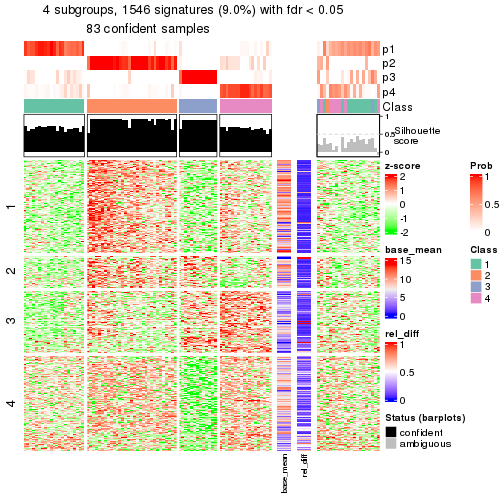 4 subgroups, 1546 signatures (9.0%) with fdr < 0.05
83 confident samples
p1
p2
p3
p4
Class
1
0.5
0
Silhouette
score
1
2
3
4
base_mean
rel_diff
z-score
2
1
0
-1
-2
Prob
1
0.5
0
base_mean
15
10
5
0
Class
1
2
3
4
rel_diff
1
0.5
0
Status (barplots)
confident
ambiguous